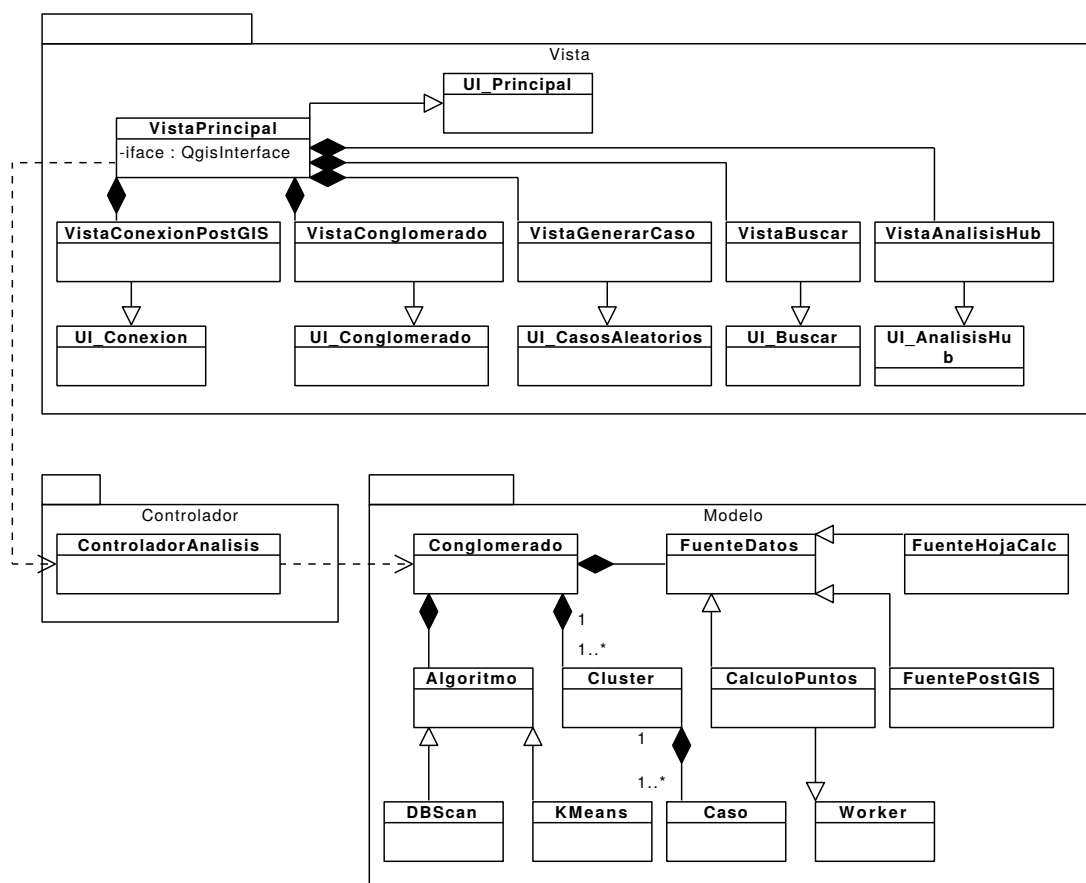 Vista
UI_Principal
VistaPrincipal
-iface : QgisInterface
VistaConexionPostGIS
VistaConglomerado
VistaGenerarCaso
VistaBuscar
VistaAnalisisHub
UI_Conexion
UI_Conglomerado
UI_CasosAleatorios
UI_Buscar
UI_AnalisisHu
b
Controlador
ControladorAnalisis
Modelo
Conglomerado
FuenteDatos
FuenteHojaCalc
1
1..*
Algoritmo
Cluster
CalculoPuntos
FuentePostGIS
1
1..*
DBScan
KMeans
Caso
Worker